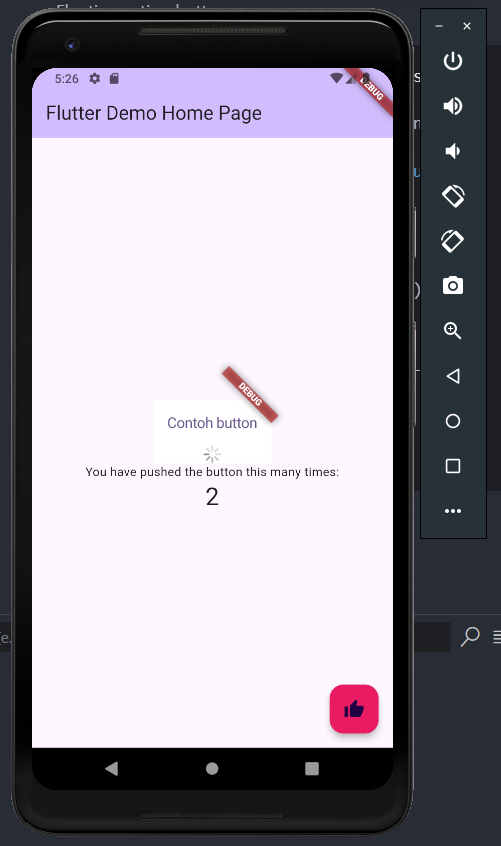 5:26
DEBUG
Flutter Demo Home Page
DEBUG
Contoh button
You have pushed the button this many times:
2